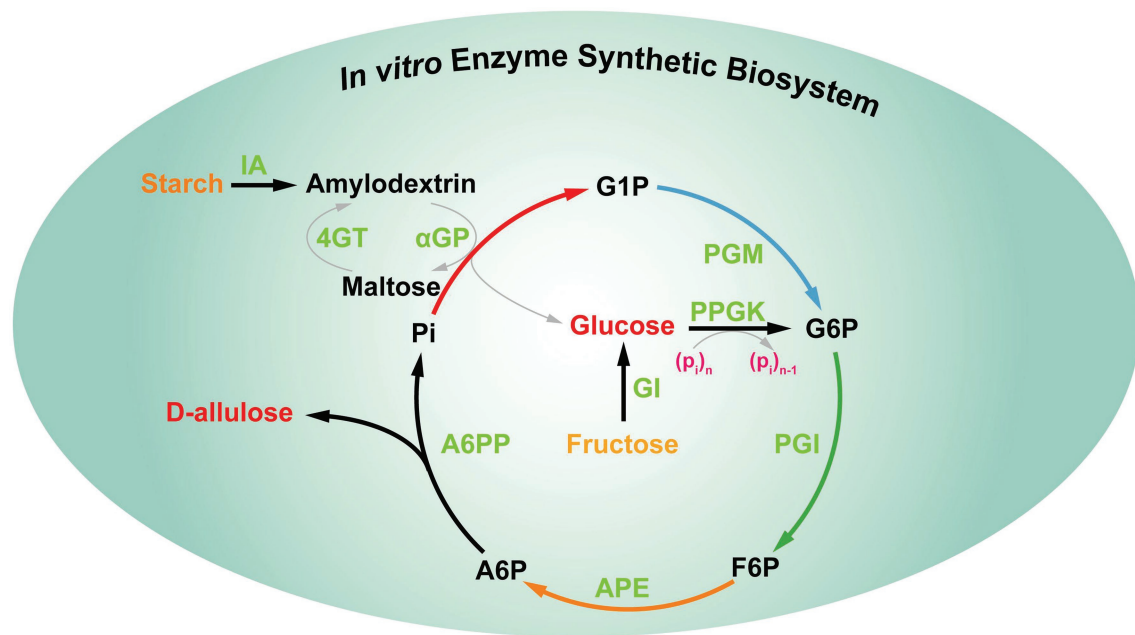 In vitro Enzyme Synthetic Biosystem
IA
Starch
Amylodextrin
G1P
4GT
αGP
PGM
Maltose
PPGK
Pi
Glucose
G6P
(pi)n
(pi)n-1
GI
D-allulose
A6PP
Fructose
PGI
A6P
APE
F6P